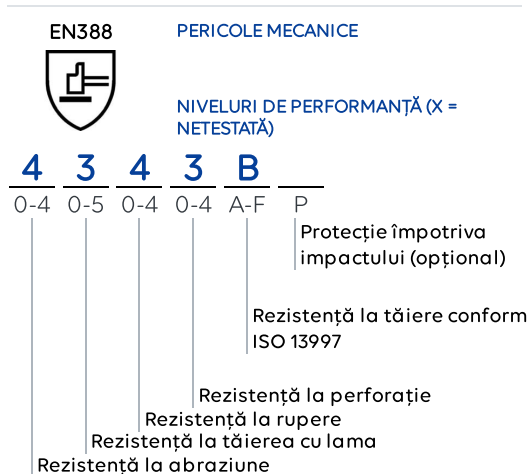 EN388
PERICOLE MECANICE
NIVELURI DE PERFORMANȚĂ (X =
NETESTATĂ)
4 3 4 3 B
0-4 0-5 0-4 0-4 A-F P
Protecție împotriva
impactului (opțional)
Rezistență la tăiere conform
ISO 13997
Rezistență la perforație
Rezistență la rupere
Rezistență la tăierea cu lama
Rezistență la abraziune